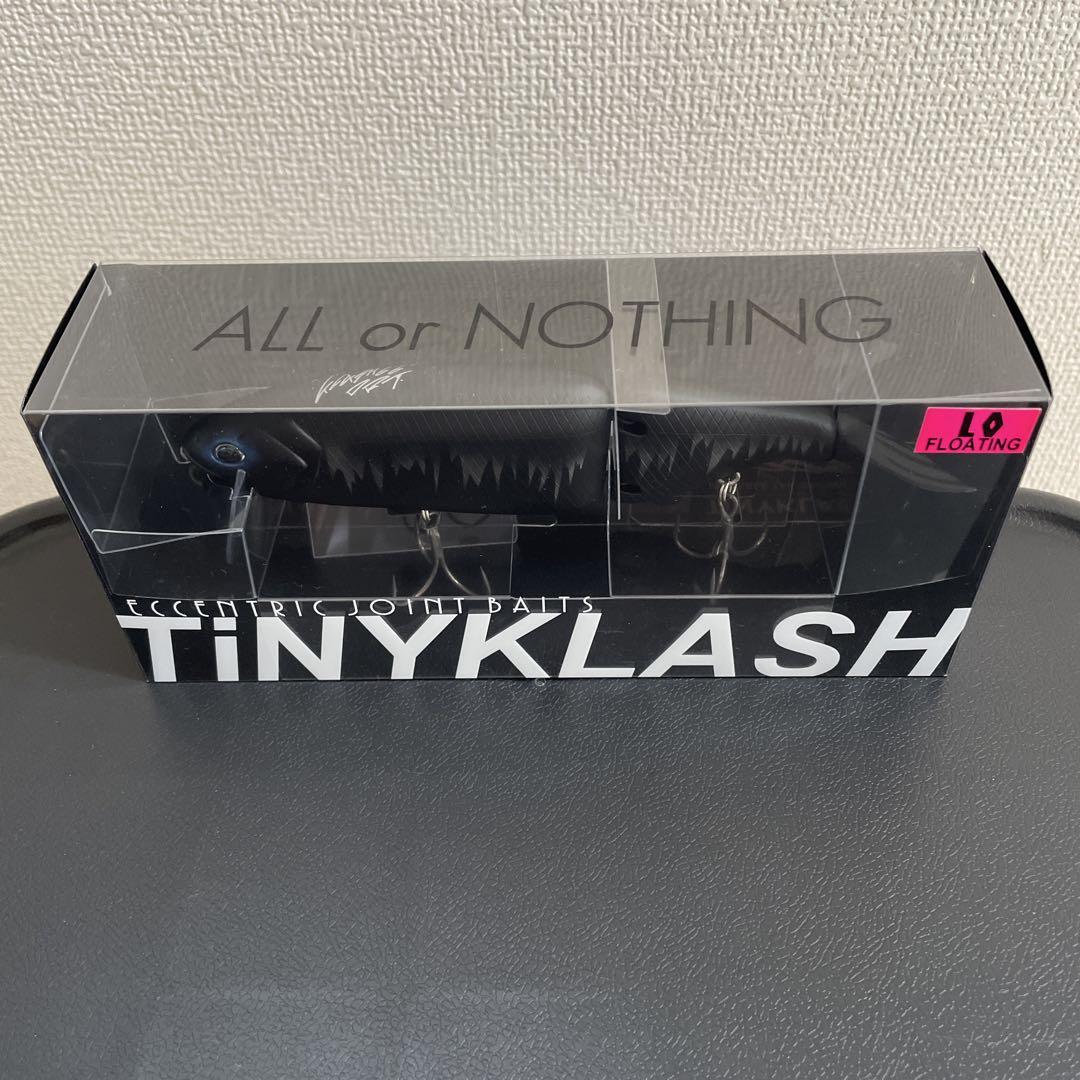 ALL or NOTHING
LO
FLOATING
ECCENTRIC JOINT BAITS
TiNYKLASH